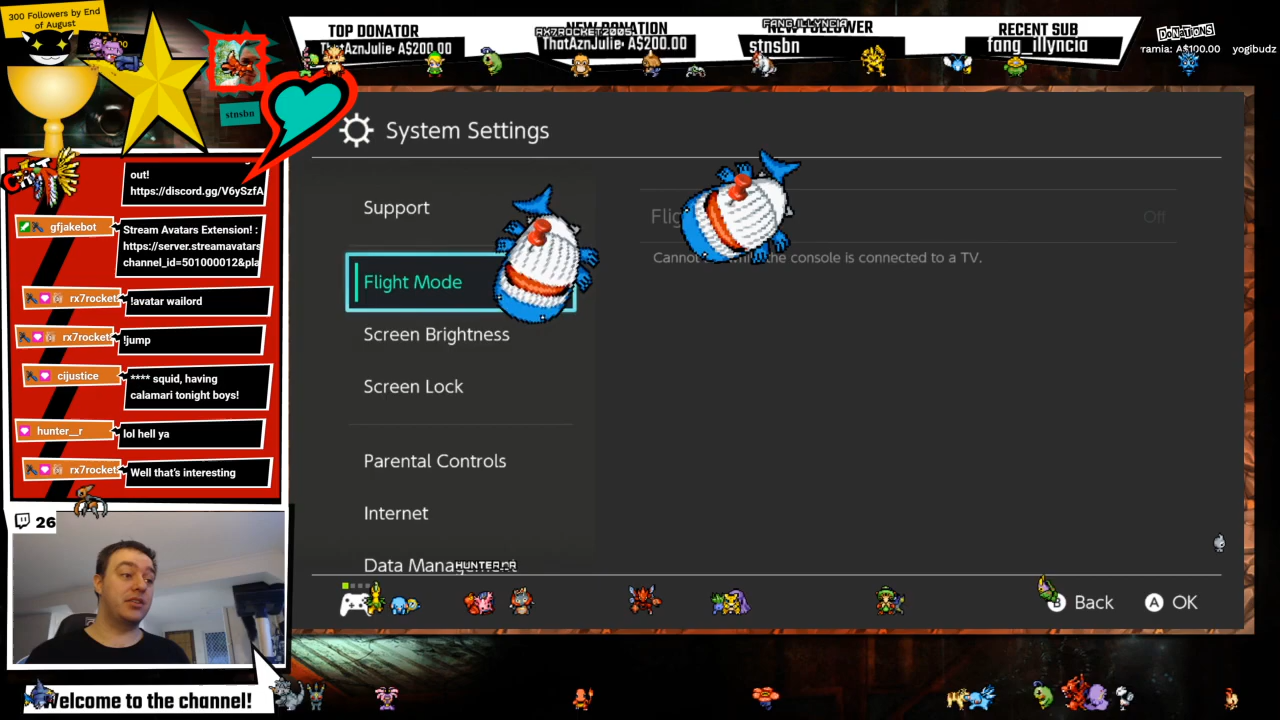 300 Followers by End
of August
TOP DONATOR
ThatAznJulie: A$200.00
RX7ROCKET2005
NEW DONATION
ThatAznJulie: A$200.00
FANG_ILLYNCIA
NEW FOLLOWER
stnsbn
RECENT SUB
fang_illyncia
DONATIONS
ramia: A$100.00 yogibudz
stnsbn
System Settings
out!
https://discord.gg/V6ySzfA
gfjakebot
Stream Avatars Extension! :
https://server.streamavatars
channel_id=501000012&pla
rx7rocket
!avatar wailord
rx7rocket
!jump
cijustice
**** squid, having
calamari tonight boys!
hunter__r
lol hell ya
rx7rocket
Well that's interesting
26
Welcome to the channel!
Support
Flight Mode
Screen Brightness
Screen Lock
Parental Controls
Internet
Data Management
Off
Cannot the console is connected to a TV.
B Back
A OK